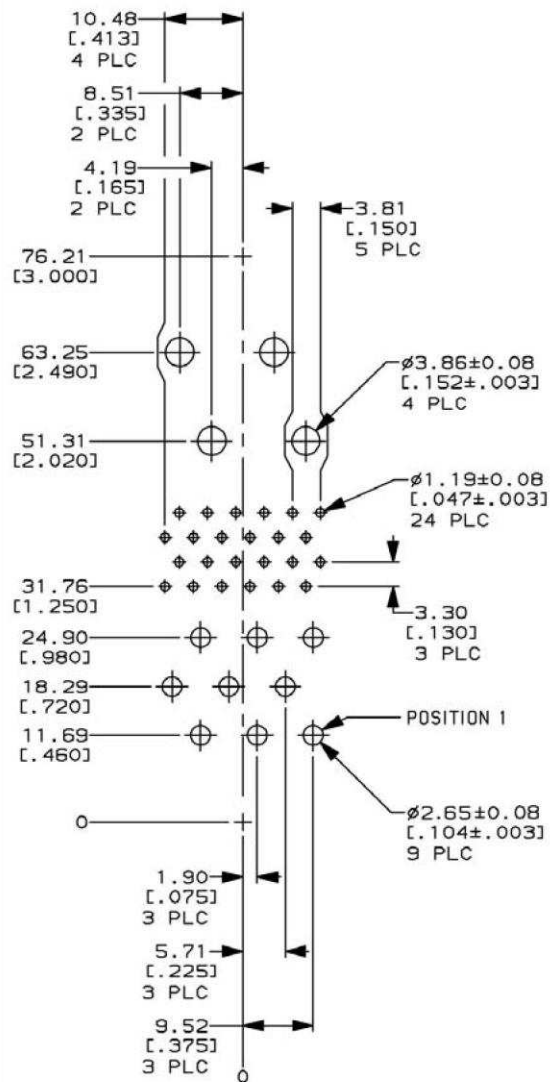 10.48
[.413]
4 PLC
8.51
[.335]
2 PLC
4.19
[.165]
2 PLC
3.81
[.150]
5 PLC
76.21
[3.000]
63.25
[2.490]
ø3.86±0.08
[.152±.003]
4 PLC
51.31
[2.020]
ø1.19±0.08
[.047±.003]
24 PLC
31.76
[1.250]
3.30
[.130]
3 PLC
24.90
[.980]
18.29
[.720]
POSITION 1
11.69
[.460]
ø2.65±0.08
[.104±.003]
9 PLC
0
1.90
[.075]
3 PLC
5.71
[.225]
3 PLC
9.52
[.375]
3 PLC
0